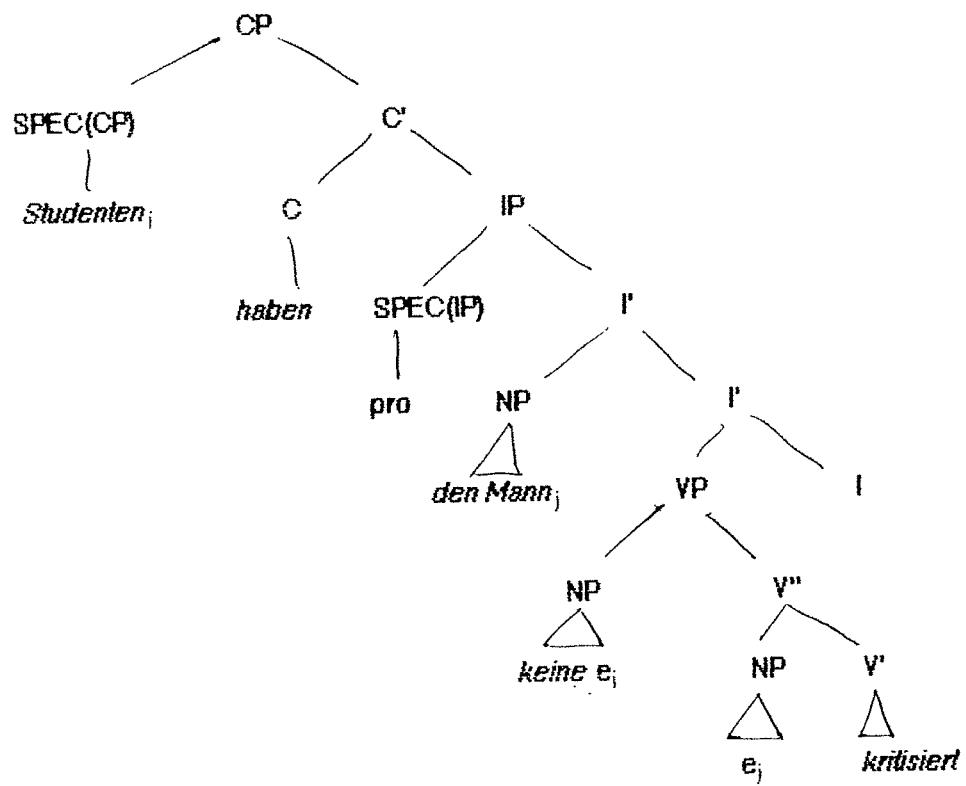 CP
SPEC(CP) C'
Studenten i C IP
haben SPEC(IP) I'
pro NP I'
den Mann j VP I
NP V''
keine e i NP V'
e j kritisiert